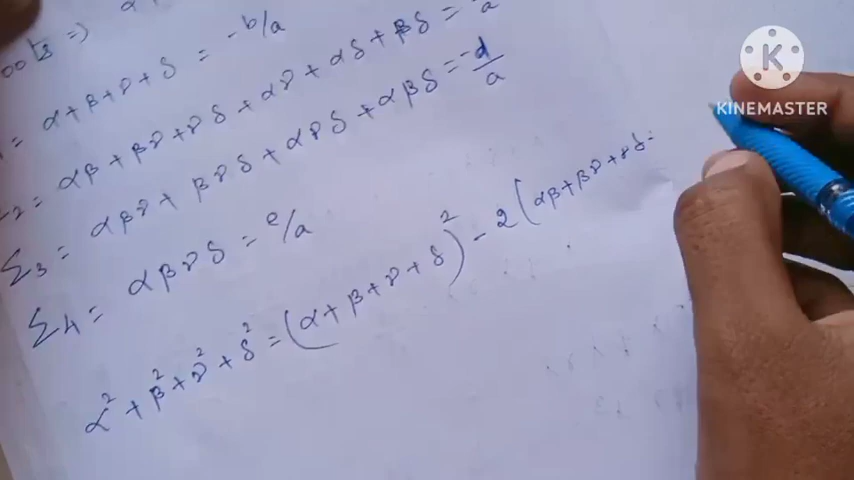 = α + β + γ + δ = -b/a
Σ2 = αβ + βγ + γδ + αγ + αδ + βδ =
Σ3 = αβγ + βγδ + αγδ + αβδ = -d/a
Σ4 = αβγδ = e/a
α² + β² + γ² + δ² = (α + β + γ + δ)² - 2(αβ + βγ + γδ
KINEMASTER